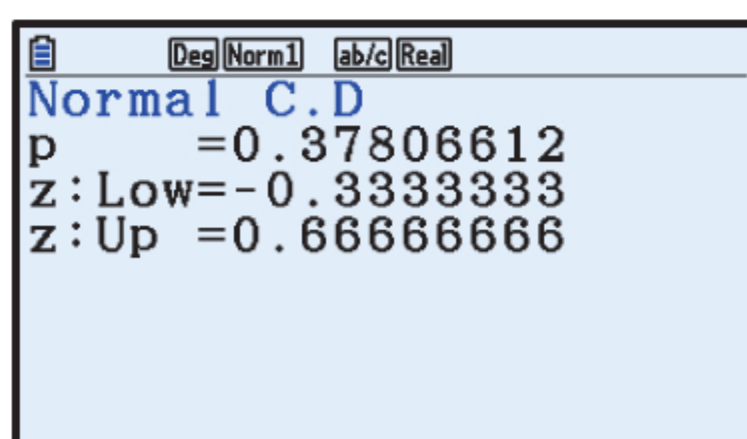 Deg Norm1 ab/c Real
Normal C.D
p =0.37806612
z:Low=-0.3333333
z:Up =0.66666666